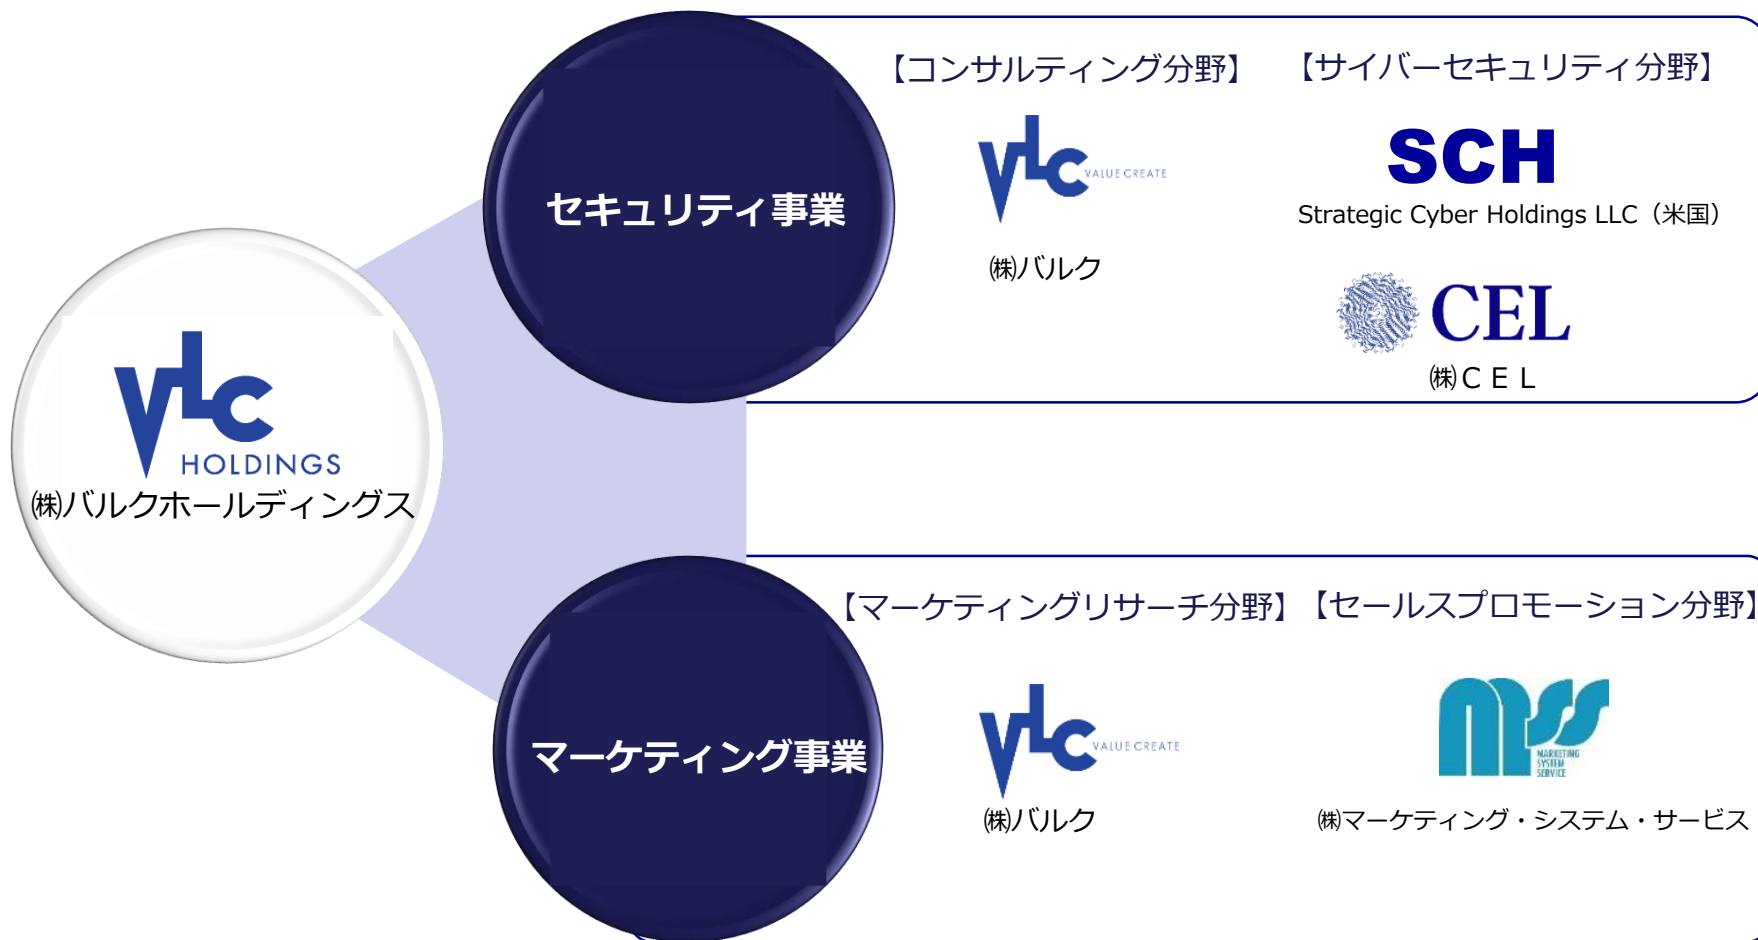 VLC
HOLDINGS
㈱バルクホールディングス
セキュリティ事業
【コンサルティング分野】
VLC VALUE CREATE
㈱バルク
【サイバーセキュリティ分野】
SCH
Strategic Cyber Holdings LLC（米国）
CEL
㈱ＣＥＬ
マーケティング事業
【マーケティングリサーチ分野】
VLC VALUE CREATE
㈱バルク
【セールスプロモーション分野】
MSS
MARKETING
SYSTEM
SERVICE
㈱マーケティング・システム・サービス